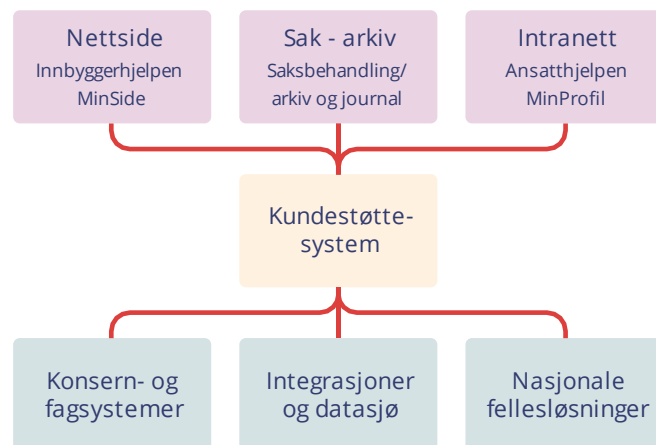 Nettside
Innbyggerhjelpen
MinSide
Sak - arkiv
Saksbehandling/
arkiv og journal
Intranett
Ansatthjelpen
MinProfil
Kundestøtte-
system
Konsern- og
fagsystemer
Integrasjoner
og datasjø
Nasjonale
fellesløsninger